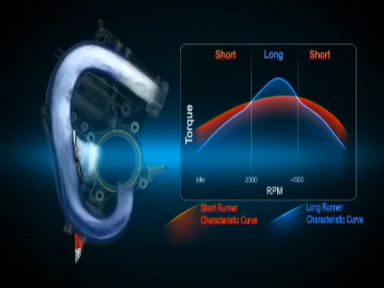 Short Long Short
Torque
Idle 2000 4500
RPM
Short Runner
Characteristic Curve
Long Runner
Characteristic Curve